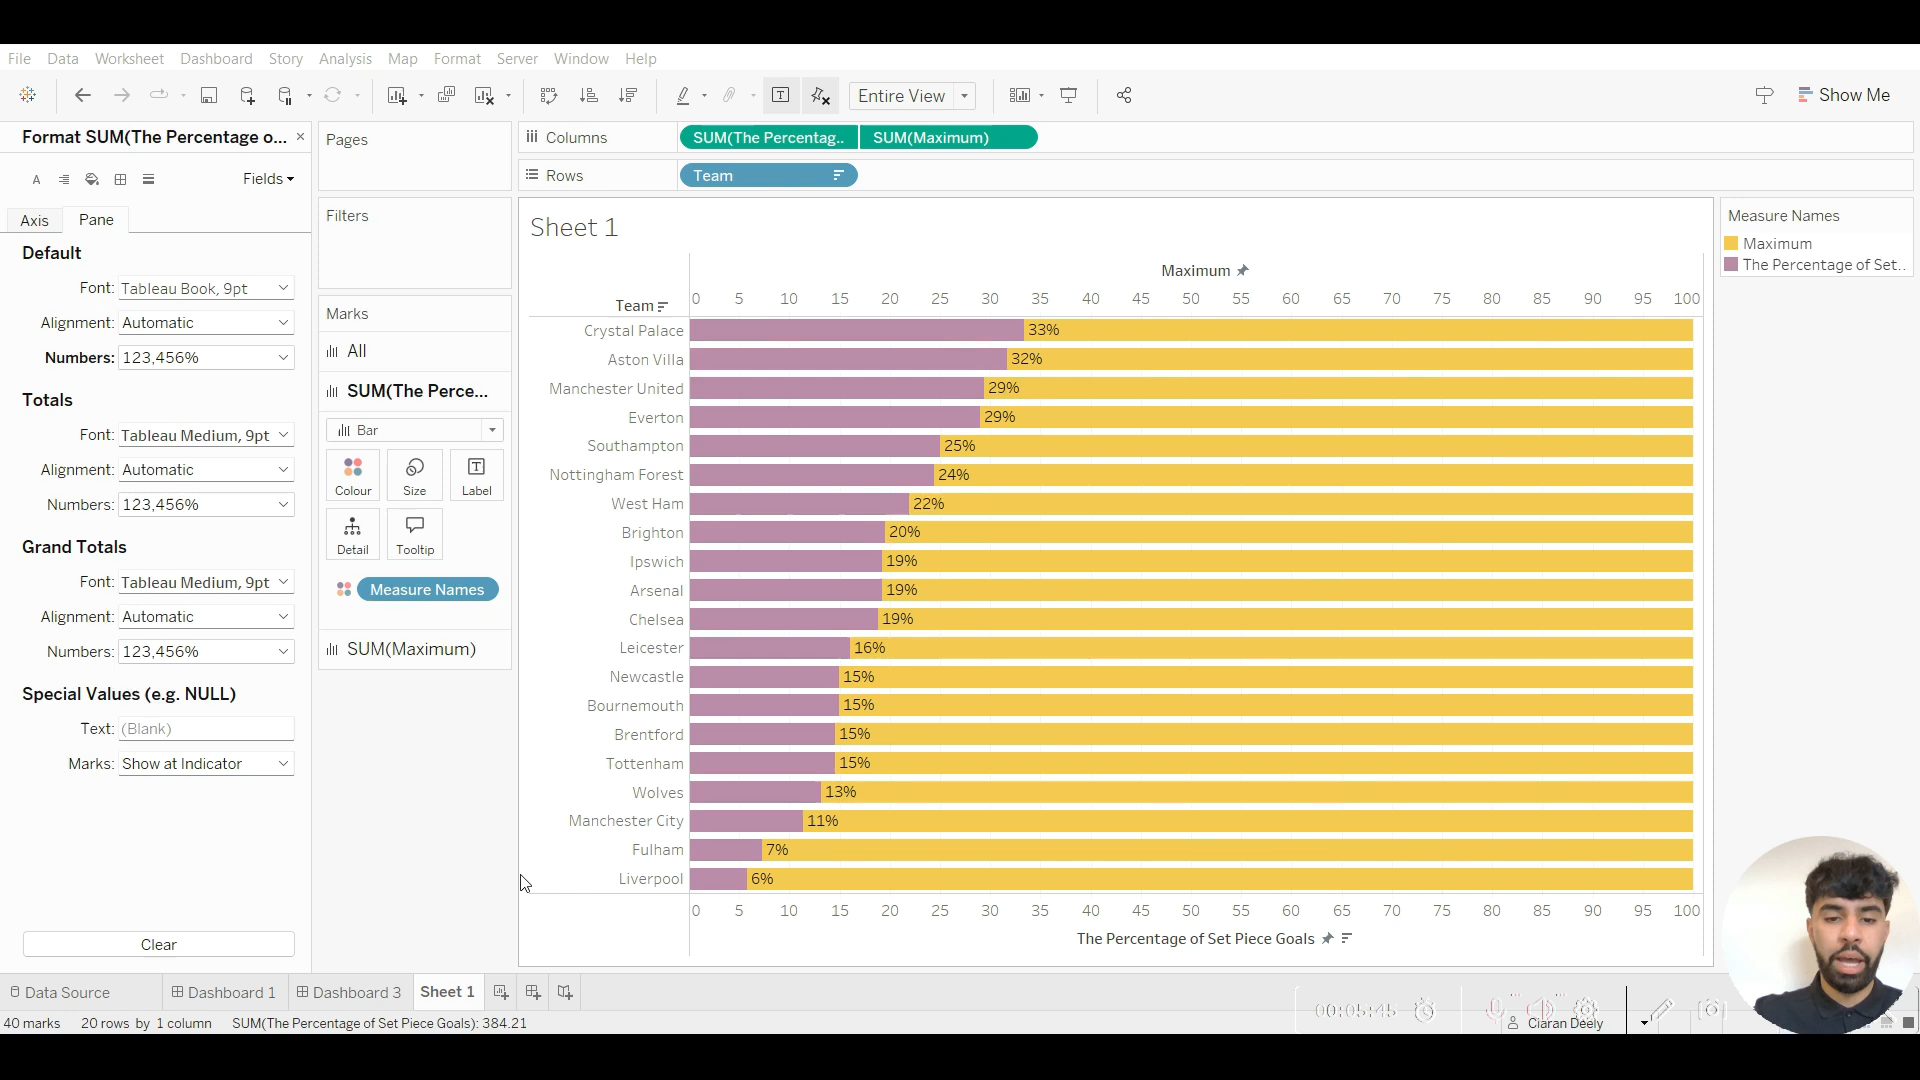 File Data Worksheet Dashboard Story Analysis Map Format Server Window Help
Entire View
Show Me
Format SUM(The Percentage o... ×
Fields
Axis Pane
Default
Font: Tableau Book, 9pt
Alignment: Automatic
Numbers: 123,456%
Totals
Font: Tableau Medium, 9pt
Alignment: Automatic
Numbers: 123,456%
Grand Totals
Font: Tableau Medium, 9pt
Alignment: Automatic
Numbers: 123,456%
Special Values (e.g. NULL)
Text: (Blank)
Marks: Show at Indicator
Clear
Pages
Filters
Marks
All
SUM(The Perce...
Bar
Colour Size Label
Detail Tooltip
Measure Names
SUM(Maximum)
Columns SUM(The Percentag.. SUM(Maximum)
Rows Team
Sheet 1
Maximum
Team 0 5 10 15 20 25 30 35 40 45 50 55 60 65 70 75 80 85 90 95 100
Crystal Palace 33%
Aston Villa 32%
Manchester United 29%
Everton 29%
Southampton 25%
Nottingham Forest 24%
West Ham 22%
Brighton 20%
Ipswich 19%
Arsenal 19%
Chelsea 19%
Leicester 16%
Newcastle 15%
Bournemouth 15%
Brentford 15%
Tottenham 15%
Wolves 13%
Manchester City 11%
Fulham 7%
Liverpool 6%
0 5 10 15 20 25 30 35 40 45 50 55 60 65 70 75 80 85 90 95 100
The Percentage of Set Piece Goals
Measure Names
Maximum
The Percentage of Set..
Data Source Dashboard 1 Dashboard 3 Sheet 1
00:05:45
40 marks 20 rows by 1 column SUM(The Percentage of Set Piece Goals): 384.21
Ciaran Deely